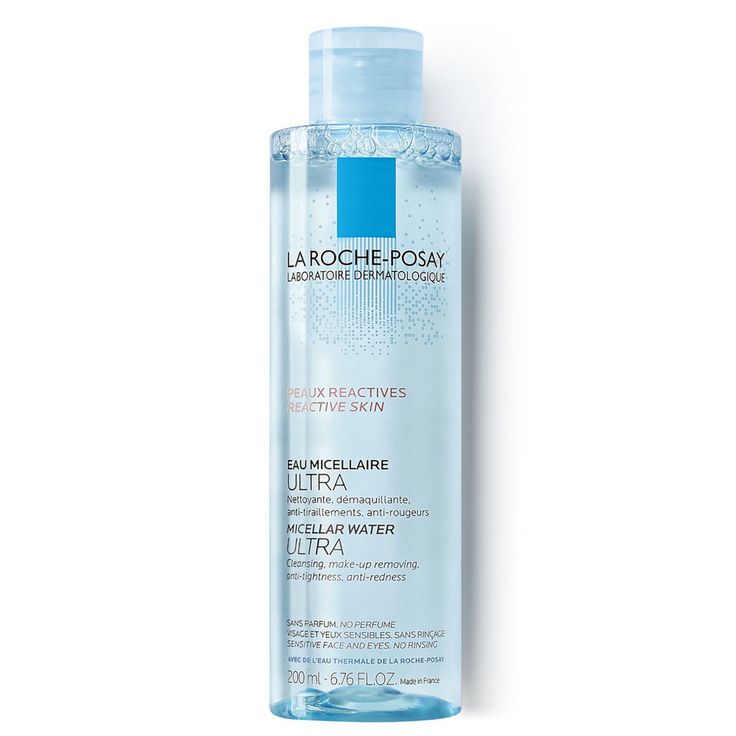 LA ROCHE-POSAY
LABORATOIRE DERMATOLOGIQUE
PEAUX REACTIVES
REACTIVE SKIN
EAU MICELLAIRE
ULTRA
Nettoyante, démaquillante,
anti-tiraillements, anti-rougeurs
MICELLAR WATER
ULTRA
Cleansing, make-up removing,
anti-tightness, anti-redness
SANS PARFUM. NO PERFUME
VISAGE ET YEUX SENSIBLES. SANS RINÇAGE
SENSITIVE FACE AND EYES. NO RINSING
AVEC DE L'EAU THERMALE DE LA ROCHE-POSAY
200 ml - 6.76 FL.OZ. Made in France